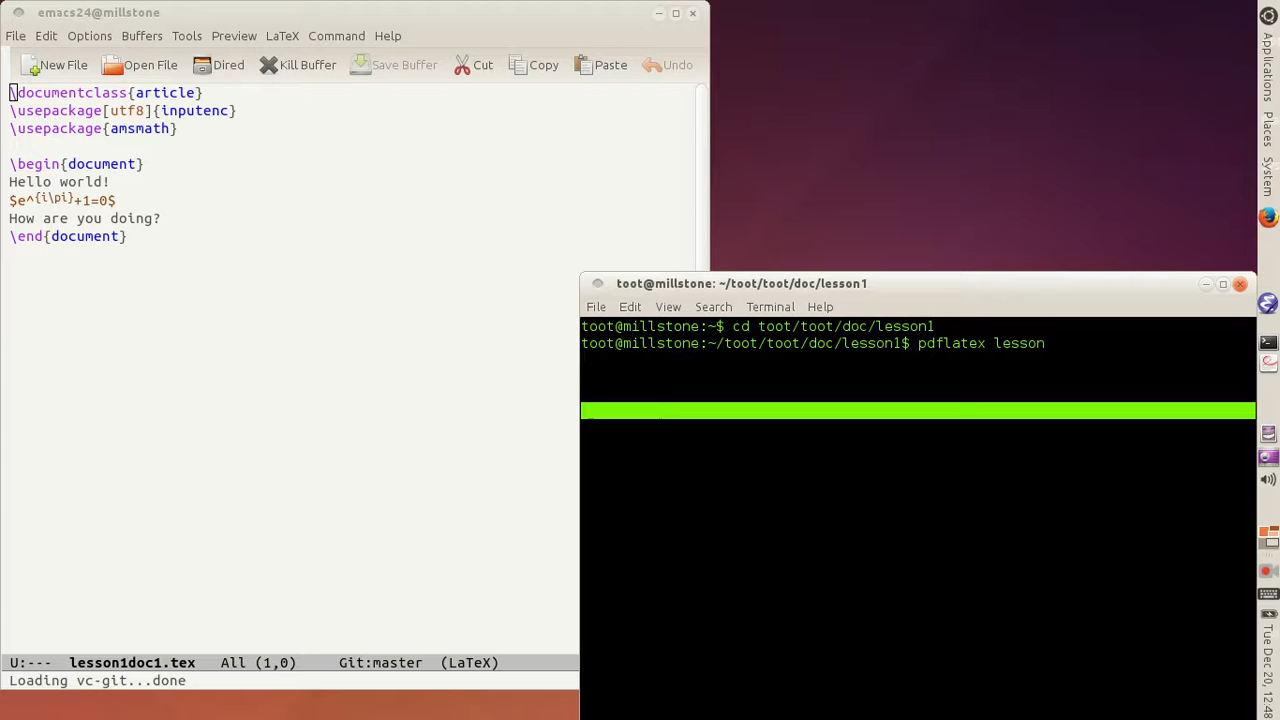 emacs24@millstone
File Edit Options Buffers Tools Preview LaTeX Command Help
New File Open File Dired Kill Buffer Save Buffer Cut Copy Paste Undo
\documentclass{article}
\usepackage[utf8]{inputenc}
\usepackage{amsmath}
\begin{document}
Hello world!
$e^{i\pi}+1=0$
How are you doing?
\end{document}
U:--- lesson1doc1.tex All (1,0) Git:master (LaTeX)
Loading vc-git...done
toot@millstone: ~/toot/toot/doc/lesson1
File Edit View Search Terminal Help
toot@millstone:~$ cd toot/toot/doc/lesson1
toot@millstone:~/toot/toot/doc/lesson1$ pdflatex lesson
Applications
Places
System
Tue Dec 20, 12:48